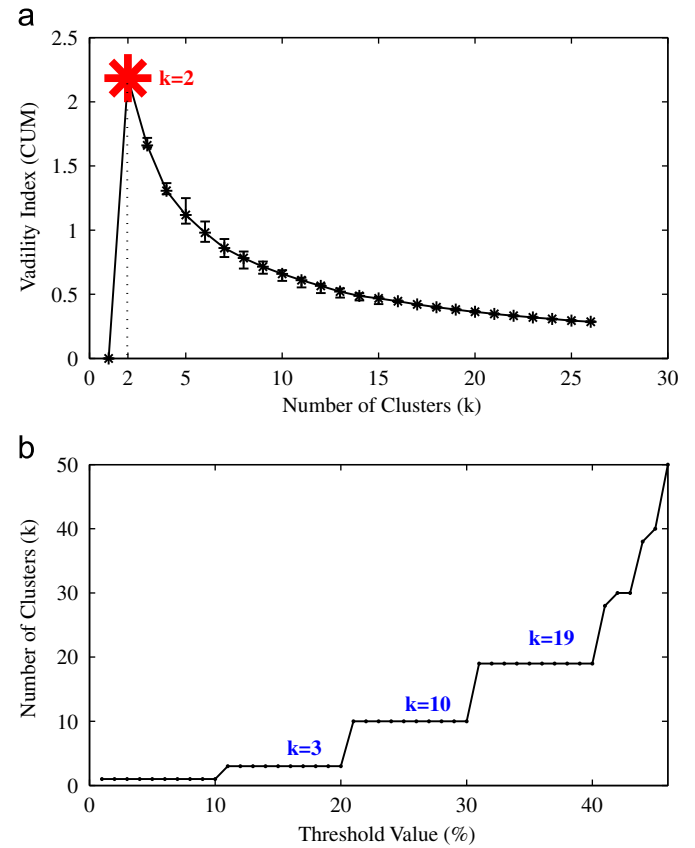 a
2.5
2
1.5
1
0.5
0
k=2
Vadility Index (CUM)
0 2 5 10 15 20 25 30
Number of Clusters (k)
b
50
40
30
20
10
0
k=19
k=10
k=3
Number of Clusters (k)
0 10 20 30 40
Threshold Value (%)